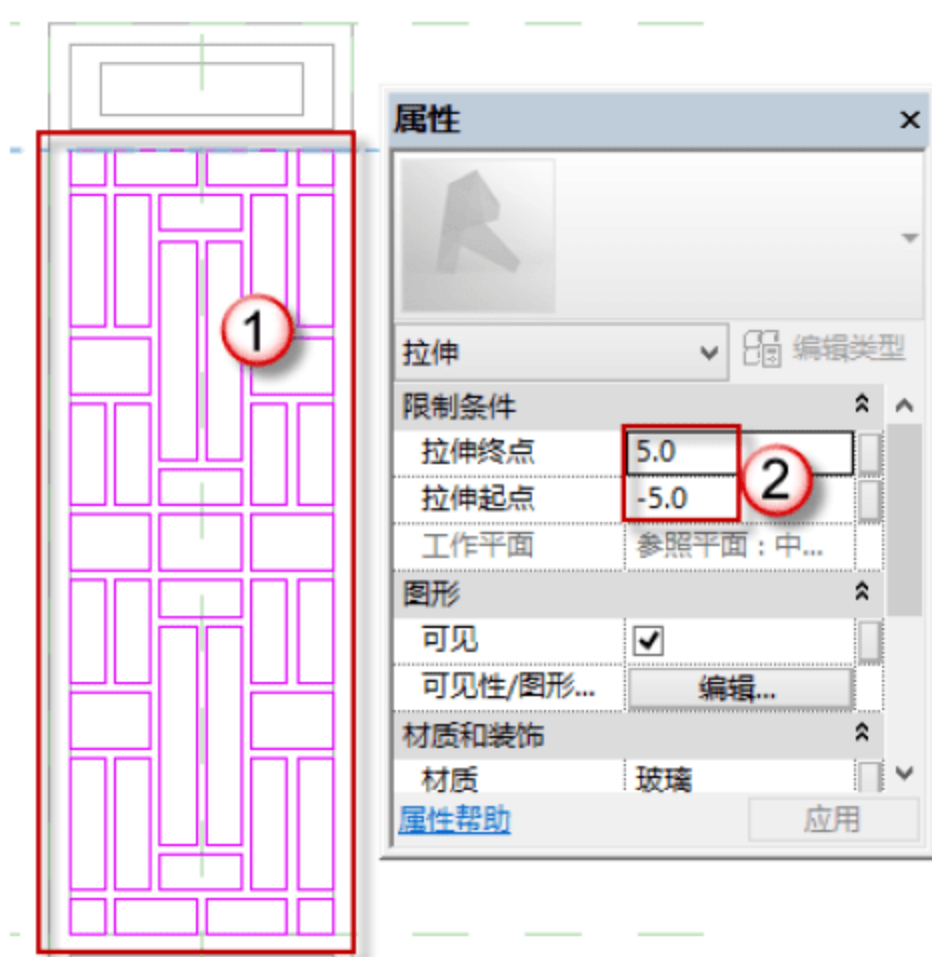 属性
×
拉伸
编辑类型
限制条件
拉伸终点 5.0
拉伸起点 -5.0
工作平面 参照平面：中...
图形
可见
可见性/图形... 编辑...
材质和装饰
材质 玻璃
属性帮助 应用
1
2